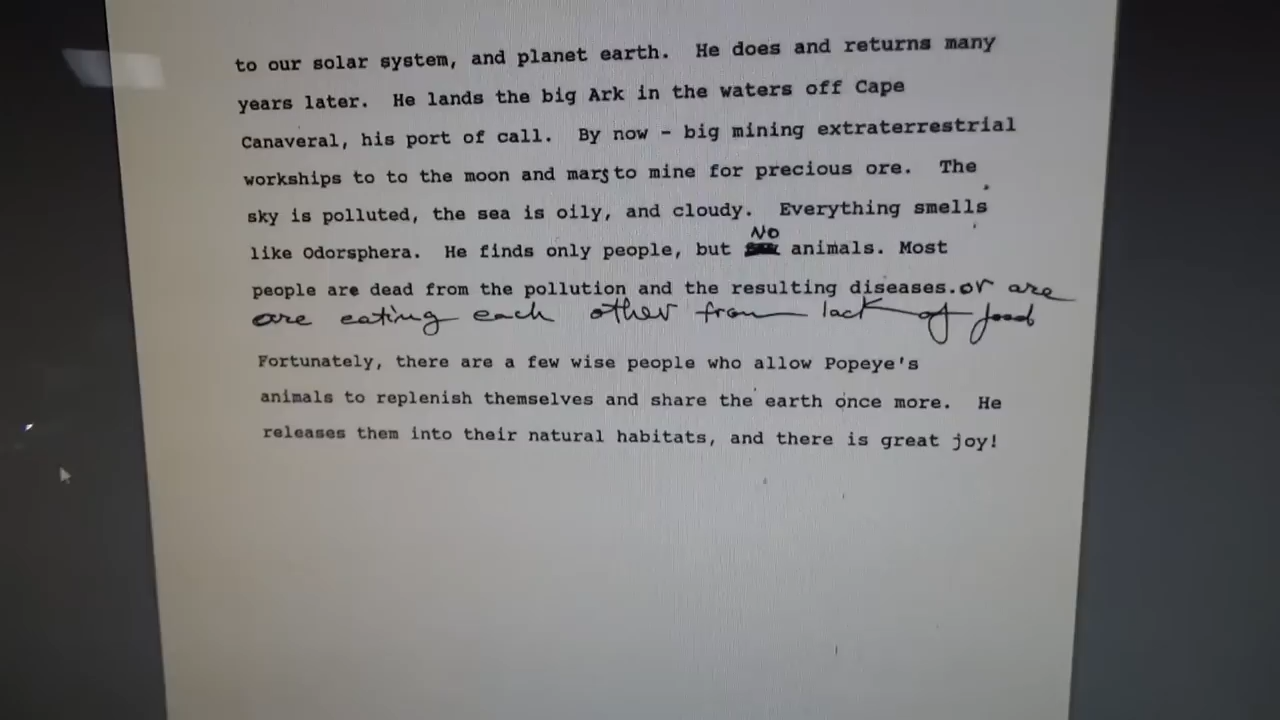 to our solar system, and planet earth. He does and returns many
years later. He lands the big Ark in the waters off Cape
Canaveral, his port of call. By now - big mining extraterrestrial
workships to to the moon and mars to mine for precious ore. The
sky is polluted, the sea is oily, and cloudy. Everything smells
like Odorsphera. He finds only people, but NO animals. Most
people are dead from the pollution and the resulting diseases. or are
are eating each other from lack of food
Fortunately, there are a few wise people who allow Popeye's
animals to replenish themselves and share the earth once more. He
releases them into their natural habitats, and there is great joy!